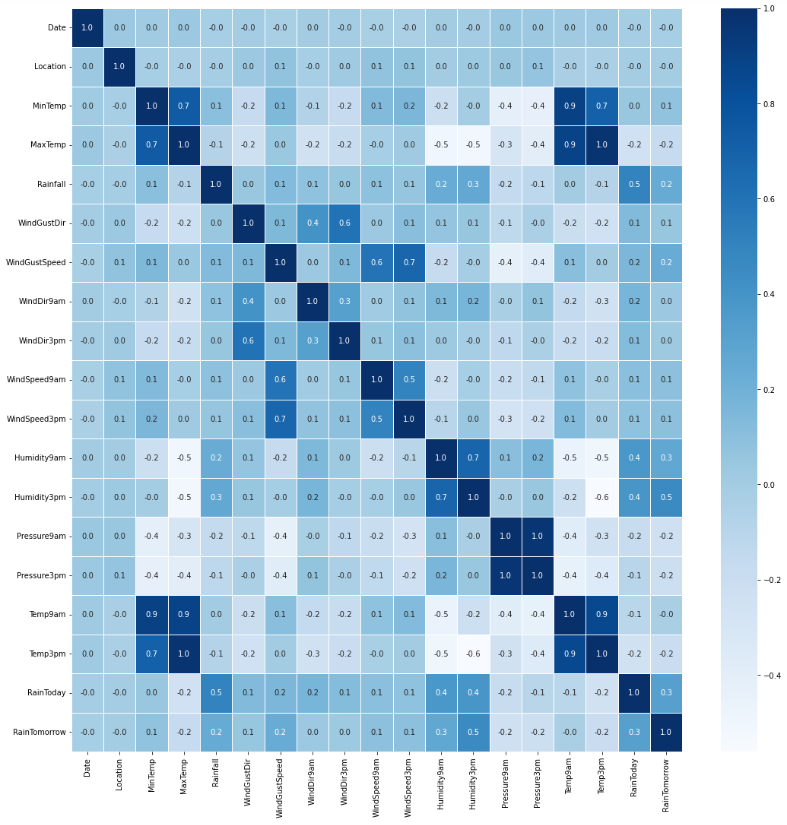 Date 1.0 0.0 0.0 0.0 -0.0 -0.0 -0.0 0.0 0.0 -0.0 -0.0 0.0 -0.0 0.0 0.0 0.0 0.0 -0.0 -0.0
Location 0.0 1.0 -0.0 -0.0 -0.0 0.0 0.1 -0.0 0.0 0.1 0.1 0.0 0.0 0.0 0.1 -0.0 -0.0 -0.0 -0.0
MinTemp 0.0 -0.0 1.0 0.7 0.1 -0.2 0.1 -0.1 -0.2 0.1 0.2 -0.2 -0.0 -0.4 -0.4 0.9 0.7 0.0 0.1
MaxTemp 0.0 -0.0 0.7 1.0 -0.1 -0.2 0.0 -0.2 -0.2 -0.0 0.0 -0.5 -0.5 -0.3 -0.4 0.9 1.0 -0.2 -0.2
Rainfall -0.0 -0.0 0.1 -0.1 1.0 0.0 0.1 0.1 0.0 0.1 0.1 0.2 0.3 -0.2 -0.1 0.0 -0.1 0.5 0.2
WindGustDir -0.0 0.0 -0.2 -0.2 0.0 1.0 0.1 0.4 0.6 0.0 0.1 0.1 0.1 -0.1 -0.0 -0.2 -0.2 0.1 0.1
WindGustSpeed -0.0 0.1 0.1 0.0 0.1 0.1 1.0 0.0 0.1 0.6 0.7 -0.2 -0.0 -0.4 -0.4 0.1 0.0 0.2 0.2
WindDir9am 0.0 -0.0 -0.1 -0.2 0.1 0.4 0.0 1.0 0.3 0.0 0.1 0.1 0.2 -0.0 0.1 -0.2 -0.3 0.2 0.0
WindDir3pm 0.0 0.0 -0.2 -0.2 0.0 0.6 0.1 0.3 1.0 0.1 0.1 0.0 -0.0 -0.1 -0.0 -0.2 -0.2 0.1 0.0
WindSpeed9am -0.0 0.1 0.1 -0.0 0.1 0.0 0.6 0.0 0.1 1.0 0.5 -0.2 -0.0 -0.2 -0.1 0.1 -0.0 0.1 0.1
WindSpeed3pm -0.0 0.1 0.2 0.0 0.1 0.1 0.7 0.1 0.1 0.5 1.0 -0.1 0.0 -0.3 -0.2 0.1 0.0 0.1 0.1
Humidity9am 0.0 0.0 -0.2 -0.5 0.2 0.1 -0.2 0.1 0.0 -0.2 -0.1 1.0 0.7 0.1 0.2 -0.5 -0.5 0.4 0.3
Humidity3pm -0.0 0.0 -0.0 -0.5 0.3 0.1 -0.0 0.2 -0.0 -0.0 0.0 0.7 1.0 -0.0 0.0 -0.2 -0.6 0.4 0.5
Pressure9am 0.0 0.0 -0.4 -0.3 -0.2 -0.1 -0.4 -0.0 -0.1 -0.2 -0.3 0.1 -0.0 1.0 1.0 -0.4 -0.3 -0.2 -0.2
Pressure3pm 0.0 0.1 -0.4 -0.4 -0.1 -0.0 -0.4 0.1 -0.0 -0.1 -0.2 0.2 0.0 1.0 1.0 -0.4 -0.4 -0.1 -0.2
Temp9am 0.0 -0.0 0.9 0.9 0.0 -0.2 0.1 -0.2 -0.2 0.1 0.1 -0.5 -0.2 -0.4 -0.4 1.0 0.9 -0.1 -0.0
Temp3pm 0.0 -0.0 0.7 1.0 -0.1 -0.2 0.0 -0.3 -0.2 -0.0 0.0 -0.5 -0.6 -0.3 -0.4 0.9 1.0 -0.2 -0.2
RainToday -0.0 -0.0 0.0 -0.2 0.5 0.1 0.2 0.2 0.1 0.1 0.1 0.4 0.4 -0.2 -0.1 -0.1 -0.2 1.0 0.3
RainTomorrow -0.0 -0.0 0.1 -0.2 0.2 0.1 0.2 0.0 0.0 0.1 0.1 0.3 0.5 -0.2 -0.2 -0.0 -0.2 0.3 1.0
Date
Location
MinTemp
MaxTemp
Rainfall
WindGustDir
WindGustSpeed
WindDir9am
WindDir3pm
WindSpeed9am
WindSpeed3pm
Humidity9am
Humidity3pm
Pressure9am
Pressure3pm
Temp9am
Temp3pm
RainToday
RainTomorrow
1.0
0.8
0.6
0.4
0.2
0.0
−0.2
−0.4